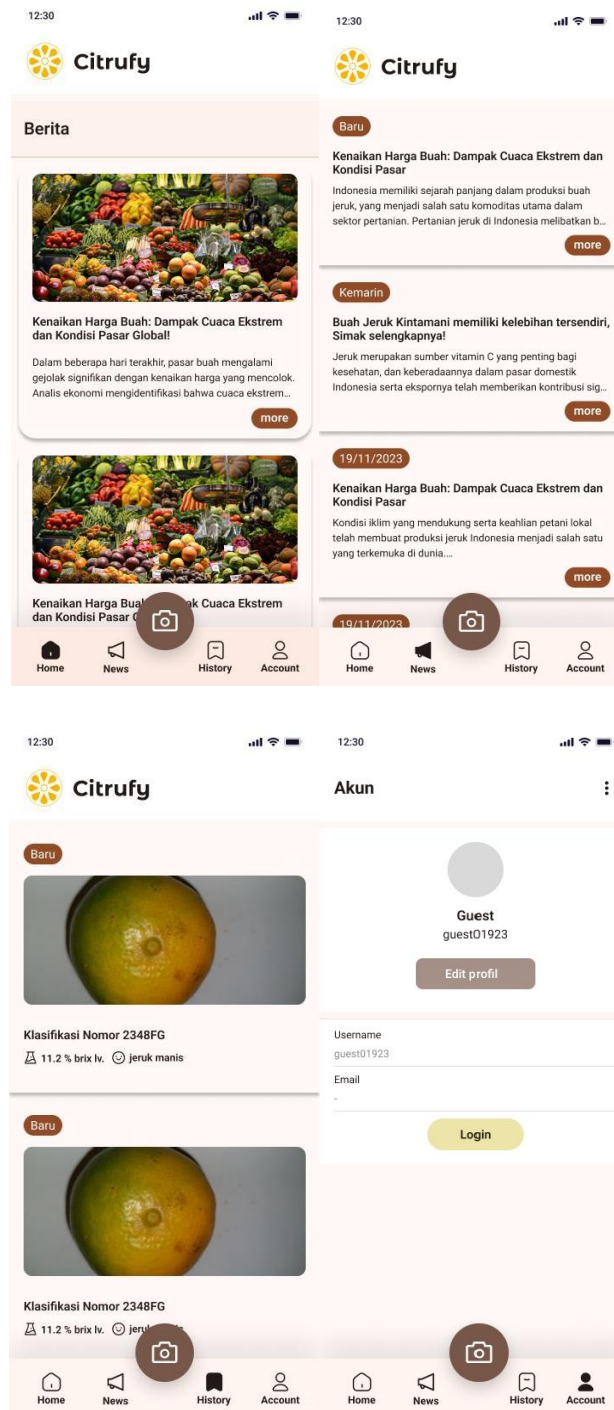 12:30
Citrufy
Berita
Kenaikan Harga Buah: Dampak Cuaca Ekstrem
dan Kondisi Pasar Global!
Dalam beberapa hari terakhir, pasar buah mengalami
gejolak signifikan dengan kenaikan harga yang mencolok.
Analis ekonomi mengidentifikasi bahwa cuaca ekstrem...
more
Kenaikan Harga Buah Cuaca Ekstrem
dan Kondisi Pasar
Home
News
History
Account
12:30
Citrufy
Baru
Kenaikan Harga Buah: Dampak Cuaca Ekstrem dan
Kondisi Pasar
Indonesia memiliki sejarah panjang dalam produksi buah
jeruk, yang menjadi salah satu komoditas utama dalam
sektor pertanian. Pertanian jeruk di Indonesia melibatkan b...
more
Kemarin
Buah Jeruk Kintamani memiliki kelebihan tersendiri,
Simak selengkapnya!
Jeruk merupakan sumber vitamin C yang penting bagi
kesehatan, dan keberadaannya dalam pasar domestik
Indonesia serta ekspornya telah memberikan kontribusi sig...
more
19/11/2023
Kenaikan Harga Buah: Dampak Cuaca Ekstrem dan
Kondisi Pasar
Kondisi iklim yang mendukung serta keahlian petani lokal
telah membuat produksi jeruk Indonesia menjadi salah satu
yang terkemuka di dunia....
more
19/11/2023
Home
News
History
Account
12:30
Citrufy
Baru
Klasifikasi Nomor 2348FG
11.2 % brix lv. jeruk manis
Baru
Klasifikasi Nomor 2348FG
11.2 % brix lv.
Home
News
History
Account
12:30
Akun
Guest
guest01923
Edit profil
Username
guest01923
Email
-
Login
Home
News
History
Account